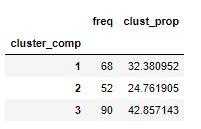 freq clust_prop
cluster_comp
1 68 32.380952
2 52 24.761905
3 90 42.857143